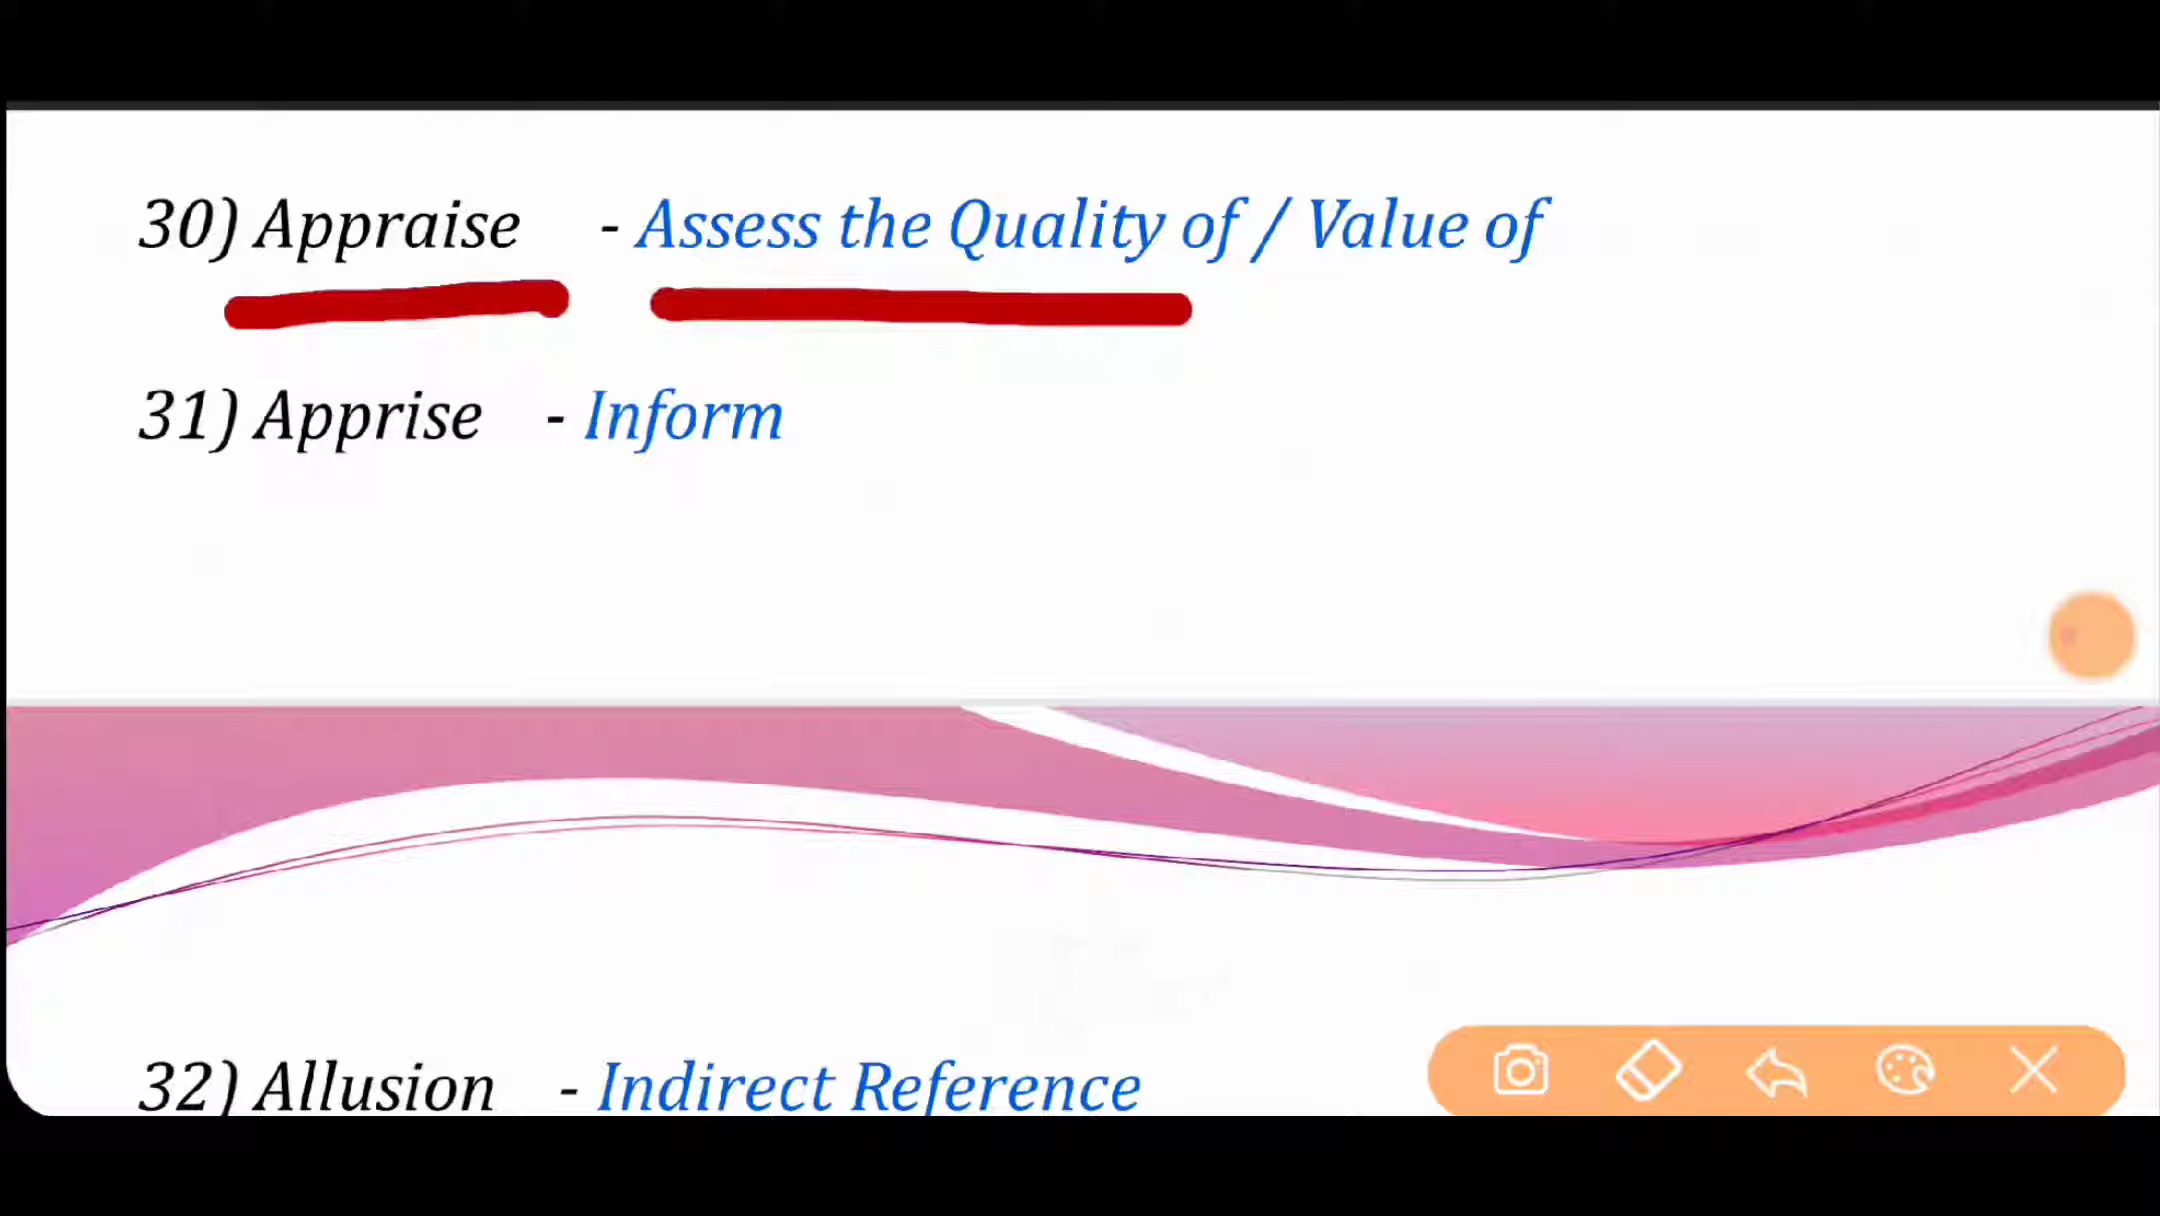 30) Appraise - Assess the Quality of / Value of
31) Apprise - Inform
32) Allusion - Indirect Reference